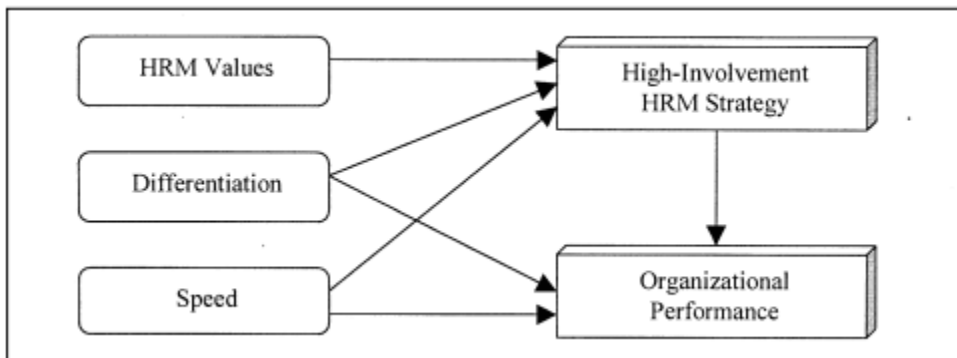 HRM Values
High-Involvement
HRM Strategy
Differentiation
Speed
Organizational
Performance